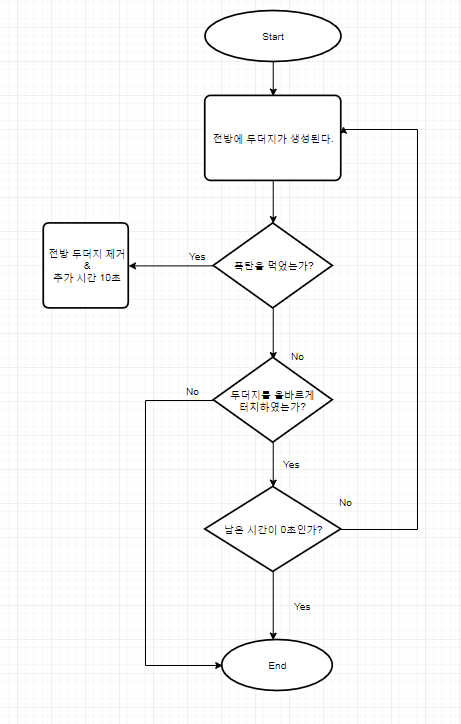 Start
전방에 두더지가 생성된다.
폭탄을 먹었는가?
Yes
전방 두더지 제거
&
추가 시간 10초
No
두더지를 올바르게
터치하였는가?
No
Yes
남은 시간이 0초인가?
No
Yes
End